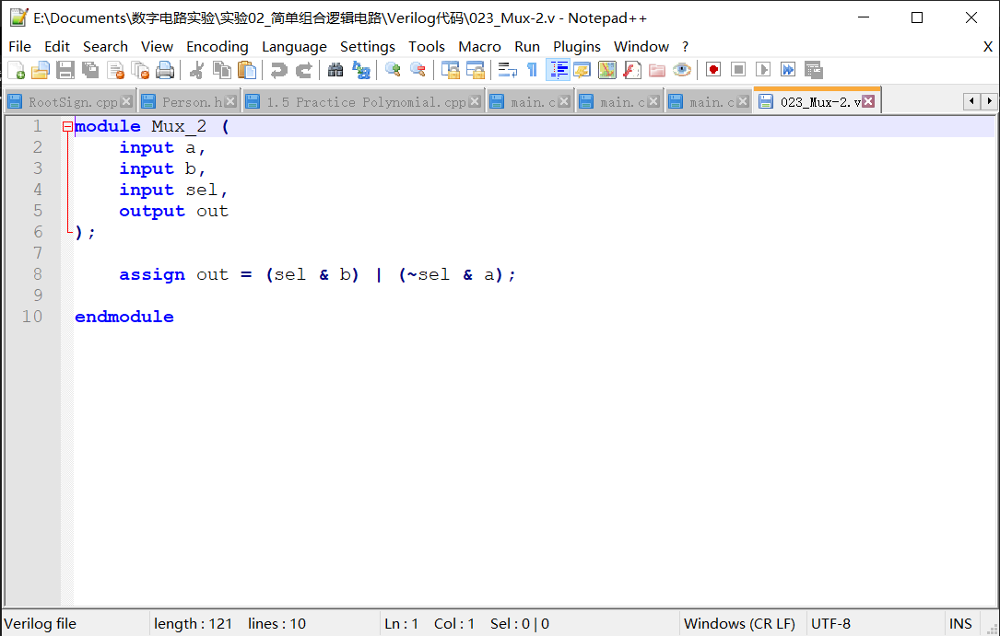 E:\Documents\数字电路实验\实验02_简单组合逻辑电路\Verilog代码\023_Mux-2.v - Notepad++
File Edit Search View Encoding Language Settings Tools Macro Run Plugins Window ? X
RootSign.cpp Person.h 1.5 Practice Polynomial.cpp main.c main.c main.c 023_Mux-2.v
1 module Mux_2 (
2 input a,
3 input b,
4 input sel,
5 output out
6 );
7
8 assign out = (sel & b) | (~sel & a);
9
10 endmodule
Verilog file length : 121 lines : 10 Ln : 1 Col : 1 Sel : 0 | 0 Windows (CR LF) UTF-8 INS